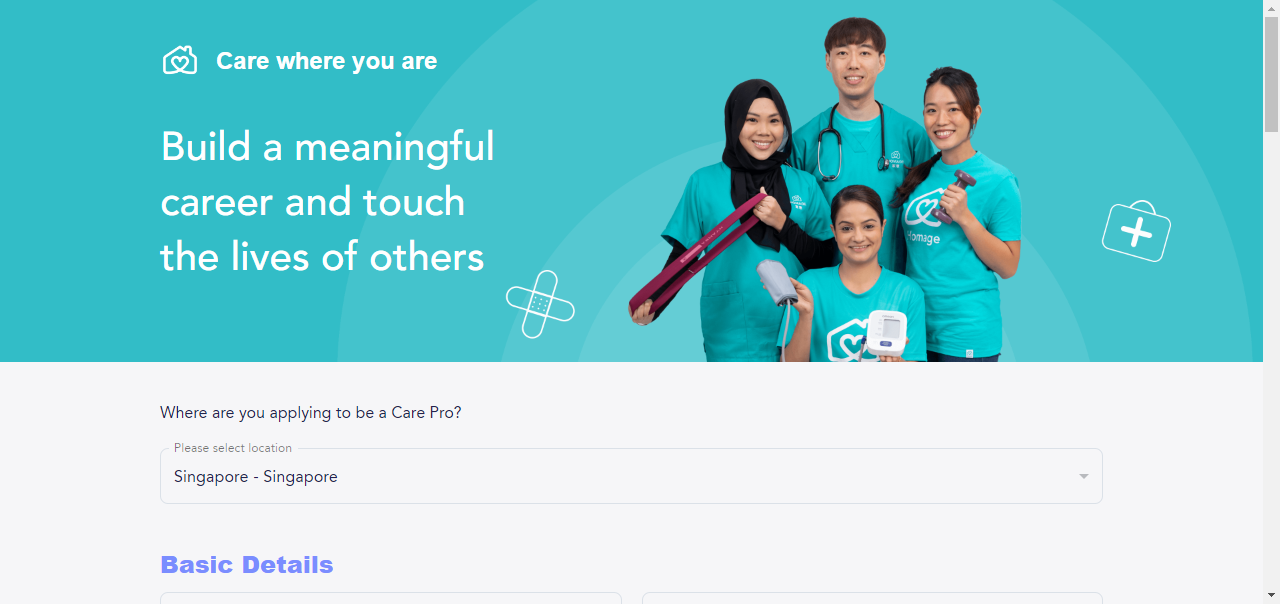 Care where you are
Build a meaningful
career and touch
the lives of others
Homage
Where are you applying to be a Care Pro?
Please select location
Singapore - Singapore
Basic Details